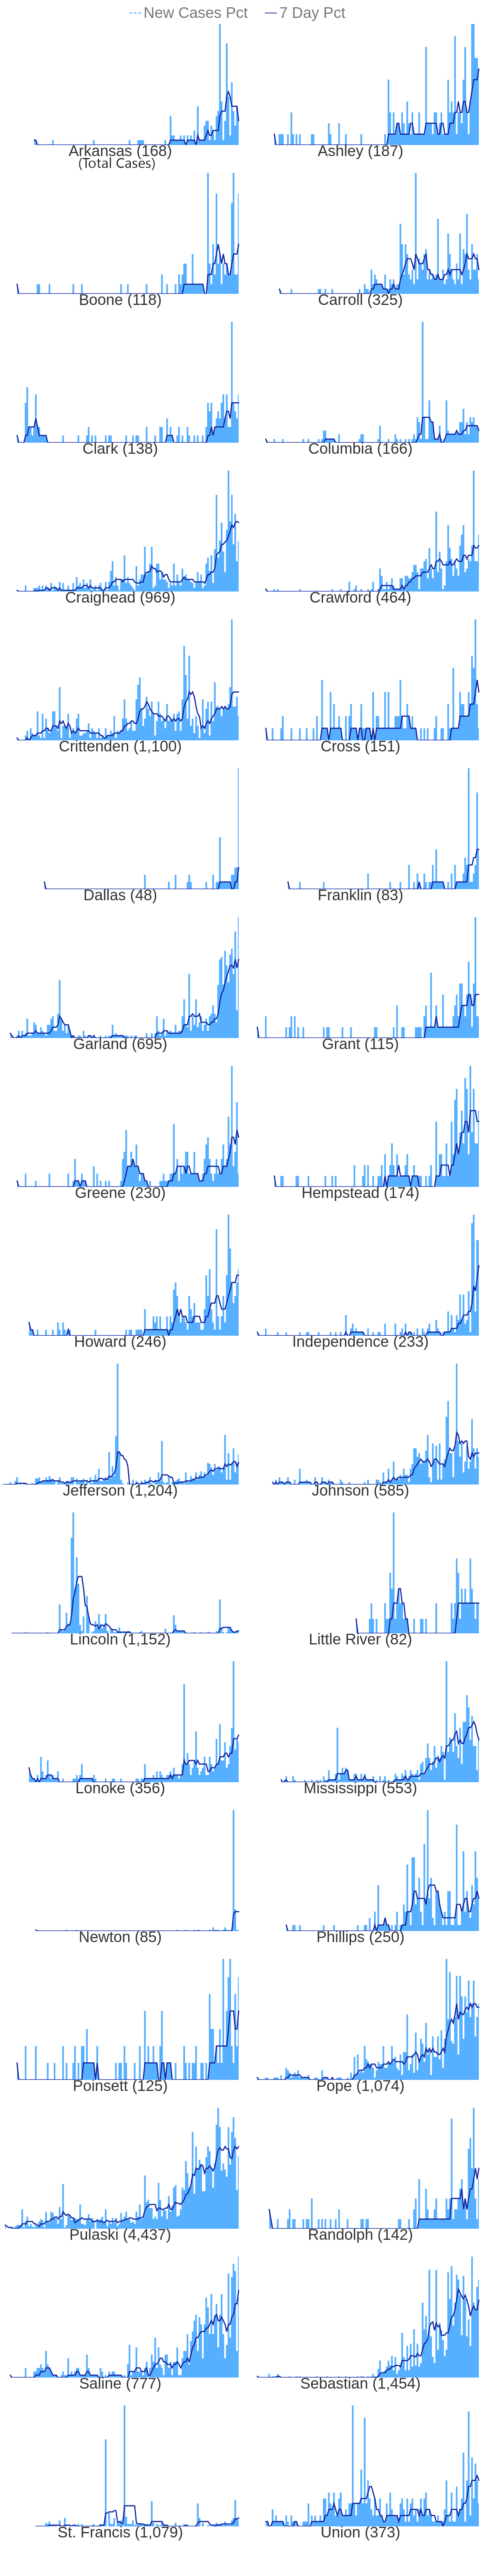 New Cases Pct 7 Day Pct
Arkansas (168) Ashley (187)
(Total Cases)
Boone (118) Carroll (325)
Clark (138) Columbia (166)
Craighead (969) Crawford (464)
Crittenden (1,100) Cross (151)
Dallas (48) Franklin (83)
Garland (695) Grant (115)
Greene (230) Hempstead (174)
Howard (246) Independence (233)
Jefferson (1,204) Johnson (585)
Lincoln (1,152) Little River (82)
Lonoke (356) Mississippi (553)
Newton (85) Phillips (250)
Poinsett (125) Pope (1,074)
Pulaski (4,437) Randolph (142)
Saline (777) Sebastian (1,454)
St. Francis (1,079) Union (373)